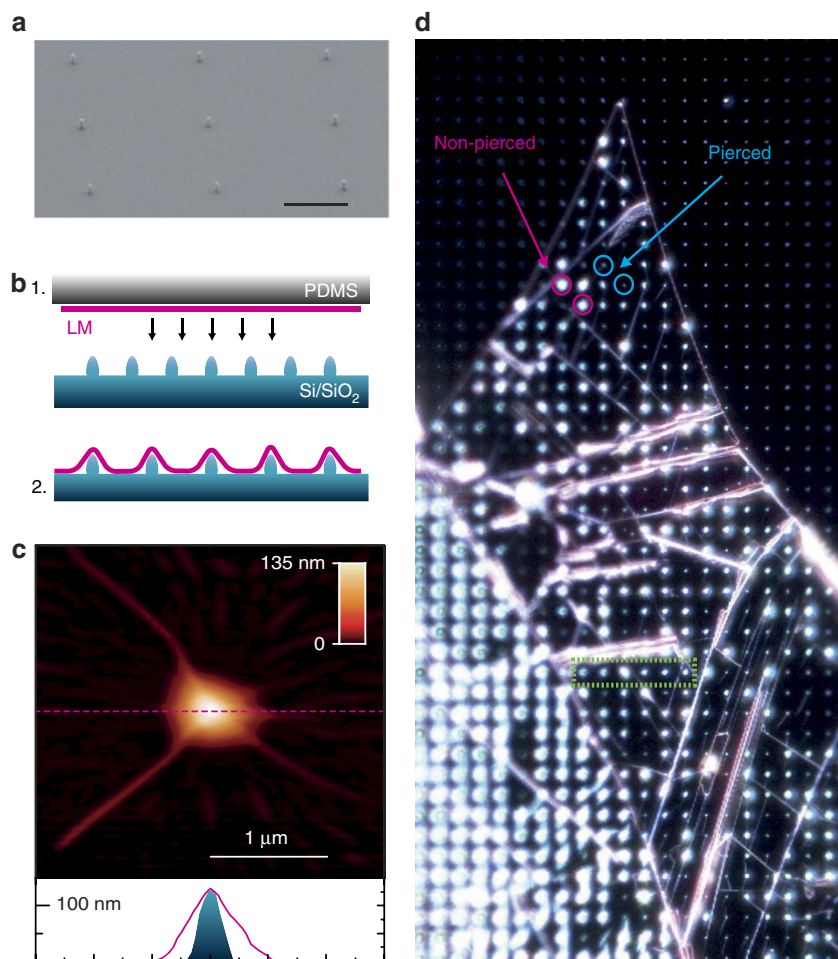 a
b
1.
PDMS
LM
Si/SiO₂
2.
c
135 nm
0
1 μm
100 nm
d
Non-pierced
Pierced